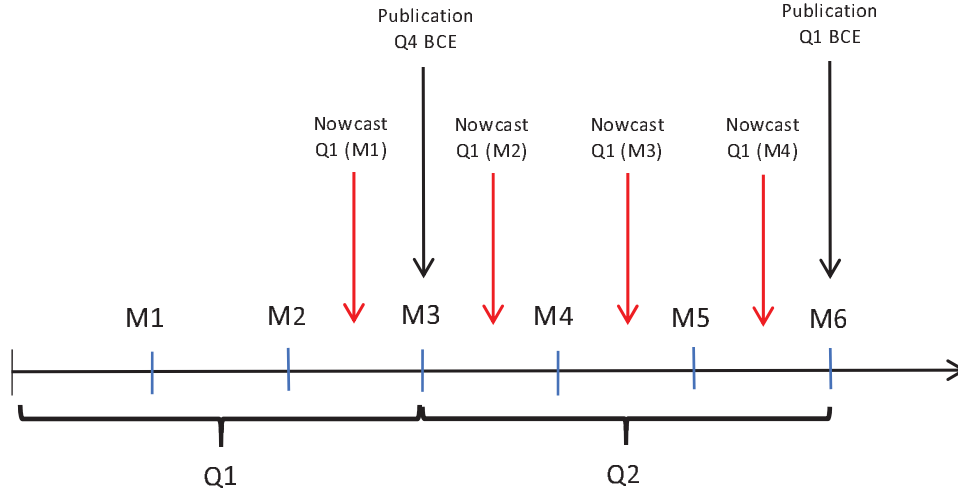 Publication
Q4 BCE
Publication
Q1 BCE
Nowcast
Q1 (M1)
Nowcast
Q1 (M2)
Nowcast
Q1 (M3)
Nowcast
Q1 (M4)
M1
M2
M3
M4
M5
M6
Q1
Q2